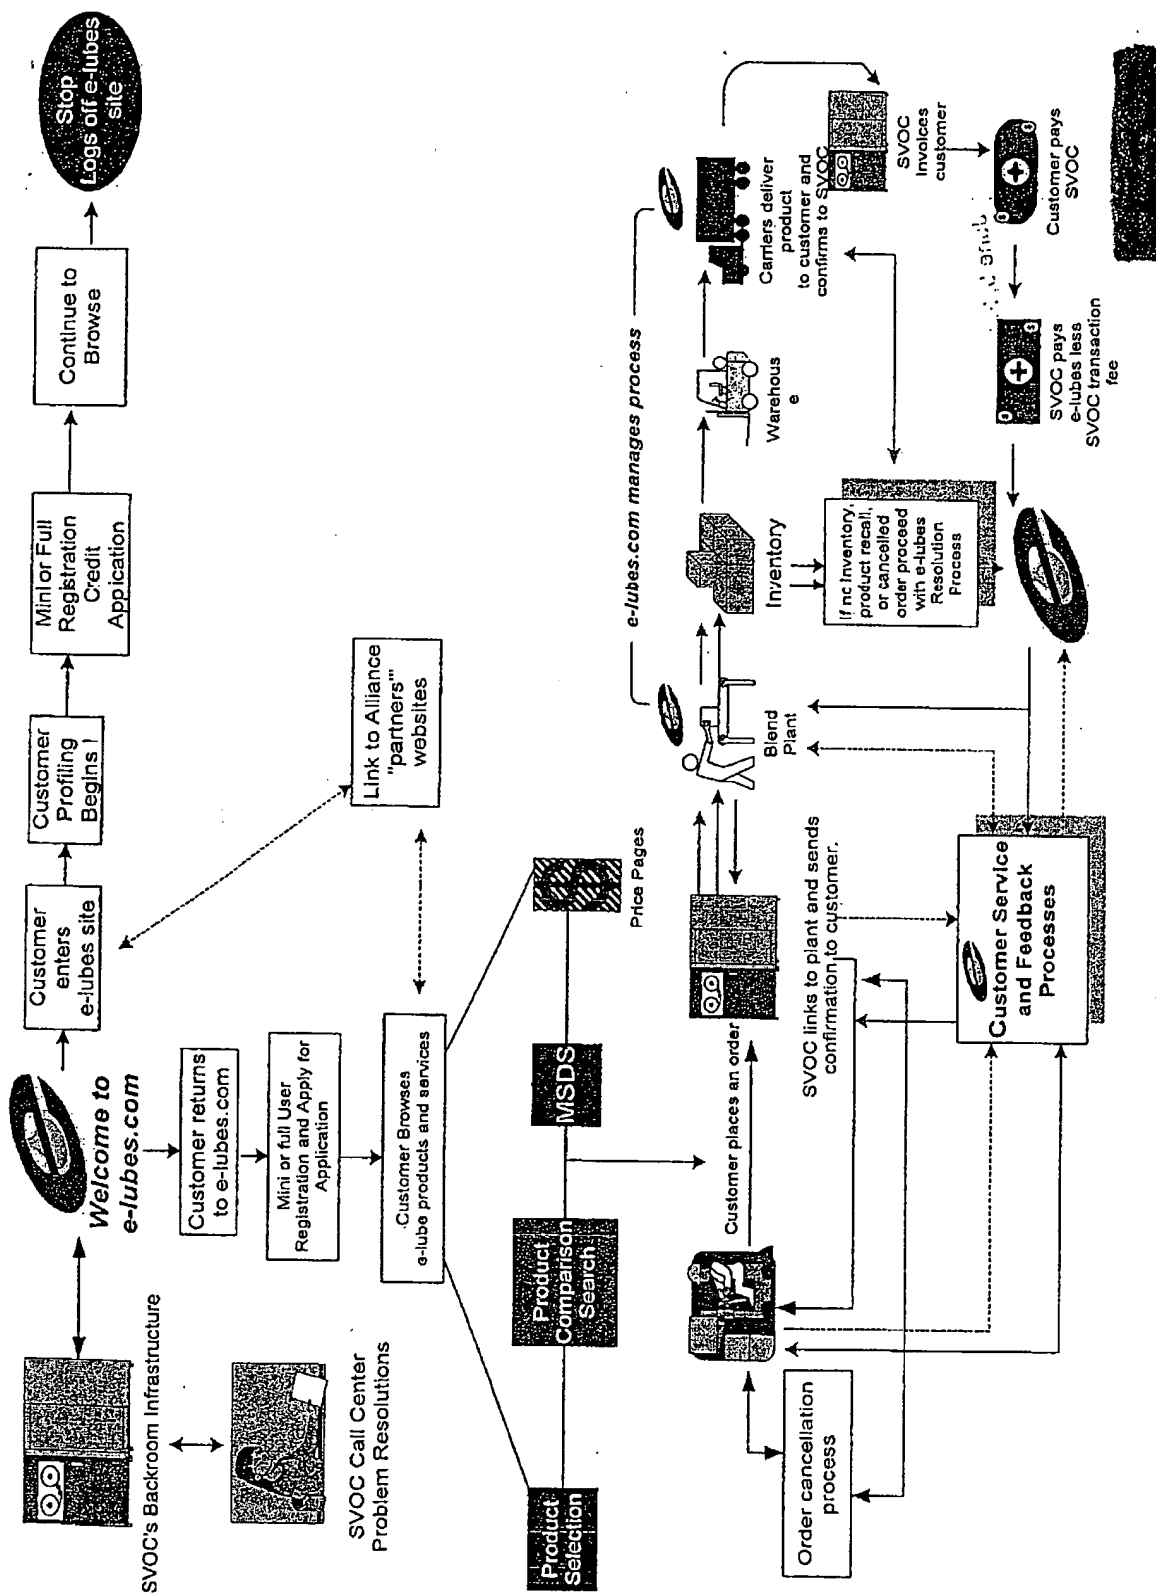 SVOC's Backroom Infrastructure
SVOC Call Center
Problem Resolutions
Welcome to
e-lubes.com
Customer
enters
e-lubes site
Customer
Profiling
Begins !
Mini or Full
Registration
Credit
Application
Continue to
Browse
Stop
Logs off e-lubes
site
Customer returns
to e-lubes.com
Mini or full User
Registration and Apply for
Application
Customer Browses
e-lube products and services
Link to Alliance
"partners'"
websites
Product
Selection
Product
Comparison
Search
MSDS
Price Pages
e-lubes.com manages process
Customer places an order
SVOC links to plant and sends
confirmation to customer.
Blend
Plant
Inventory
Warehous
e
Carriers deliver
product
to customer and
confirms to SVOC
SVOC
Invoices
customer
Customer pays
SVOC
SVOC pays
e-lubes less
SVOC transaction
fee
If no Inventory,
product recall,
or cancelled
order proceed
with e-lubes
Resolution
Process
Order cancellation
process
Customer Service
and Feedback
Processes